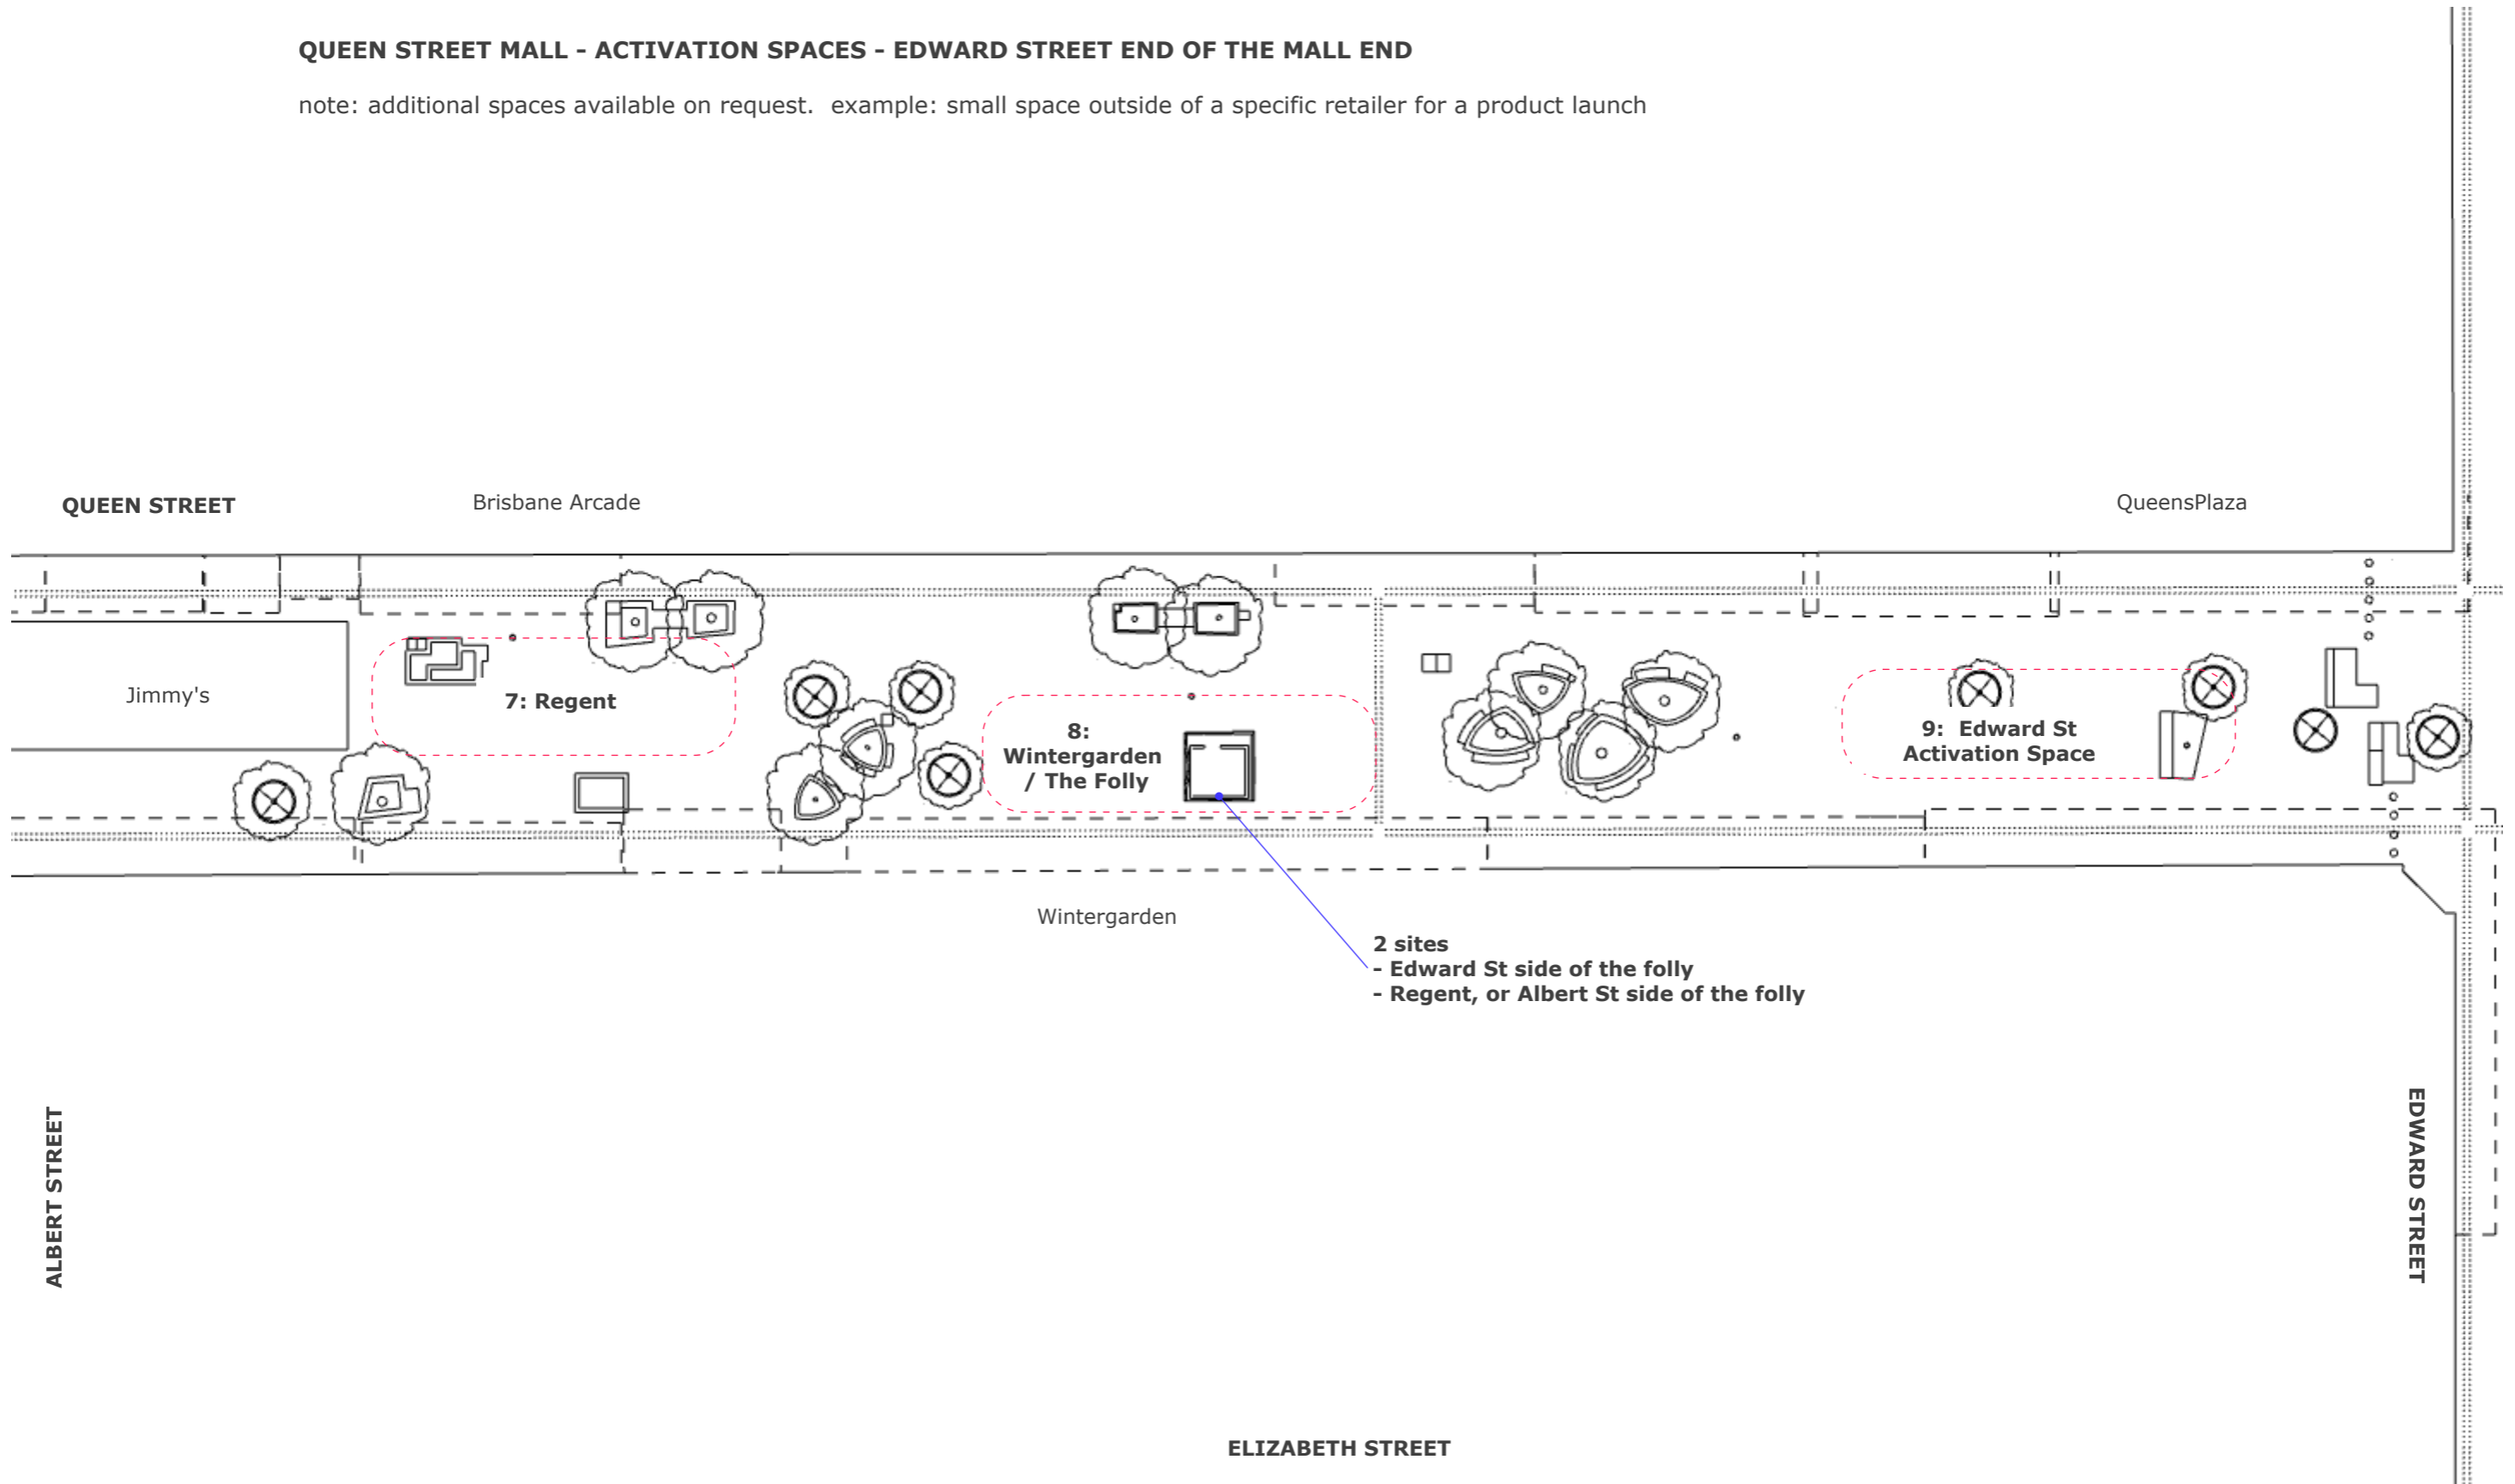 QUEEN STREET MALL - ACTIVATION SPACES - EDWARD STREET END OF THE MALL END
note: additional spaces available on request.  example: small space outside of a specific retailer for a product launch
QUEEN STREET
Brisbane Arcade
QueensPlaza
Jimmy's
7: Regent
8:
Wintergarden
/ The Folly
9:  Edward St
Activation Space
Wintergarden
2 sites
- Edward St side of the folly
- Regent, or Albert St side of the folly
ALBERT STREET
EDWARD STREET
ELIZABETH STREET